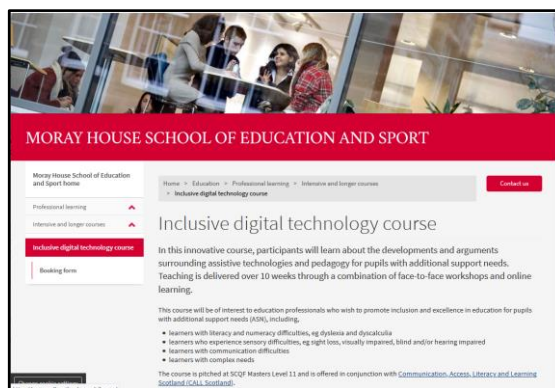 MORAY HOUSE SCHOOL OF EDUCATION AND SPORT
Moray House School of Education
and Sport home
Professional learning
Intensive and longer courses
Inclusive digital technology course
Booking form
Home > Education > Professional learning > Intensive and longer courses
> Inclusive digital technology course
Contact us
Inclusive digital technology course
In this innovative course, participants will learn about the developments and arguments
surrounding assistive technologies and pedagogy for pupils with additional support needs.
Teaching is delivered over 10 weeks through a combination of face-to-face workshops and online
learning.
This course will be of interest to education professionals who wish to promote inclusion and excellence in education for pupils
with additional support needs (ASN), including,
• learners with literacy and numeracy difficulties, eg dyslexia and dyscalculia
• learners who experience sensory difficulties, eg sight loss, visually impaired, blind and/or hearing impaired
• learners with communication difficulties
• learners with complex needs
The course is pitched at SCQF Masters Level 11 and is offered in conjunction with Communication, Access, Literacy and Learning
Scotland (CALL Scotland).